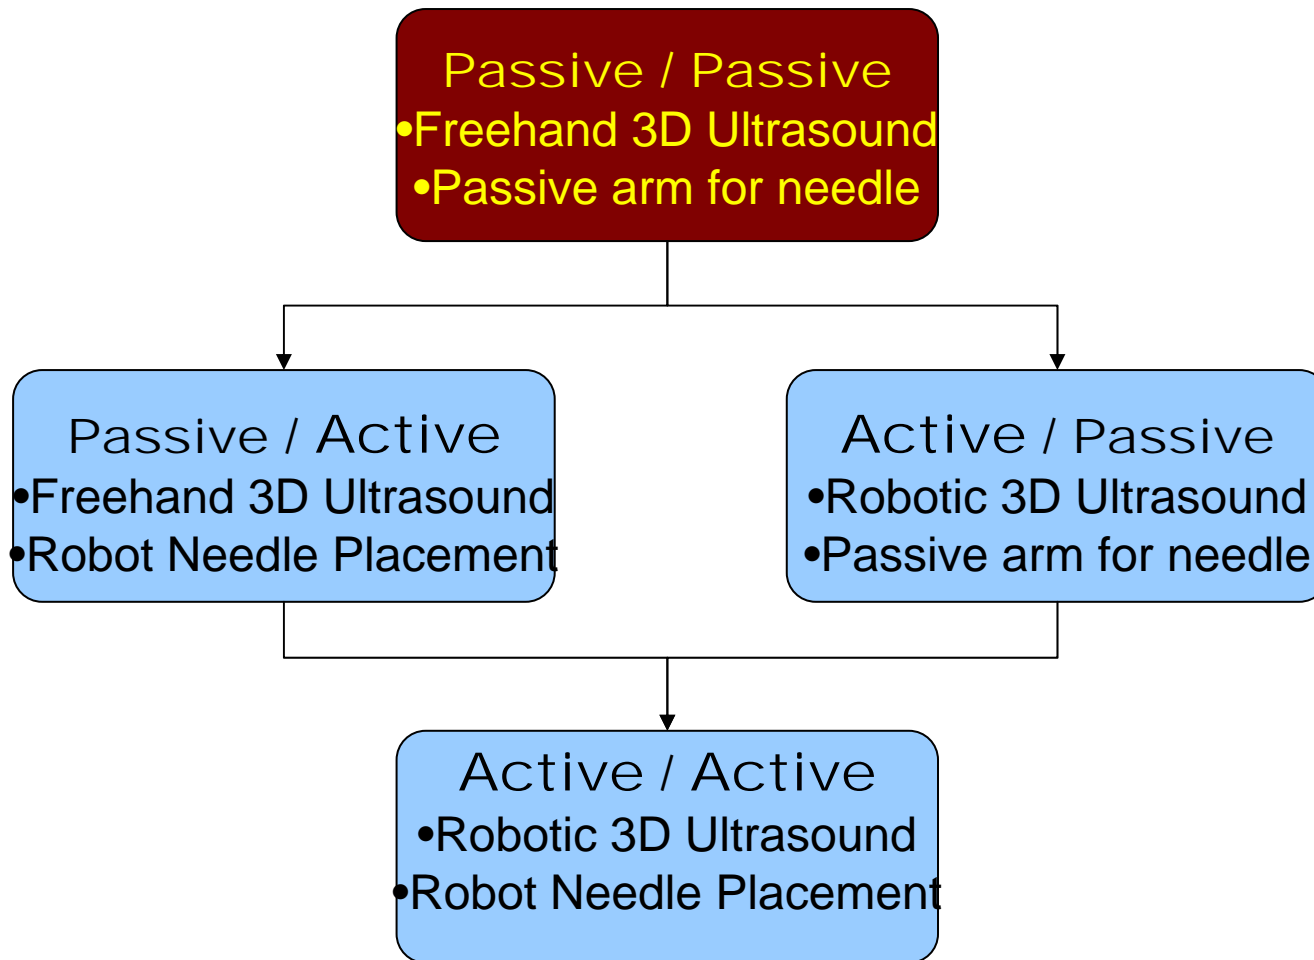 Passive / Passive
•Freehand 3D Ultrasound
•Passive arm for needle
Passive / Active
•Freehand 3D Ultrasound
•Robot Needle Placement
Active / Passive
•Robotic 3D Ultrasound
•Passive arm for needle
Active / Active
•Robotic 3D Ultrasound
•Robot Needle Placement